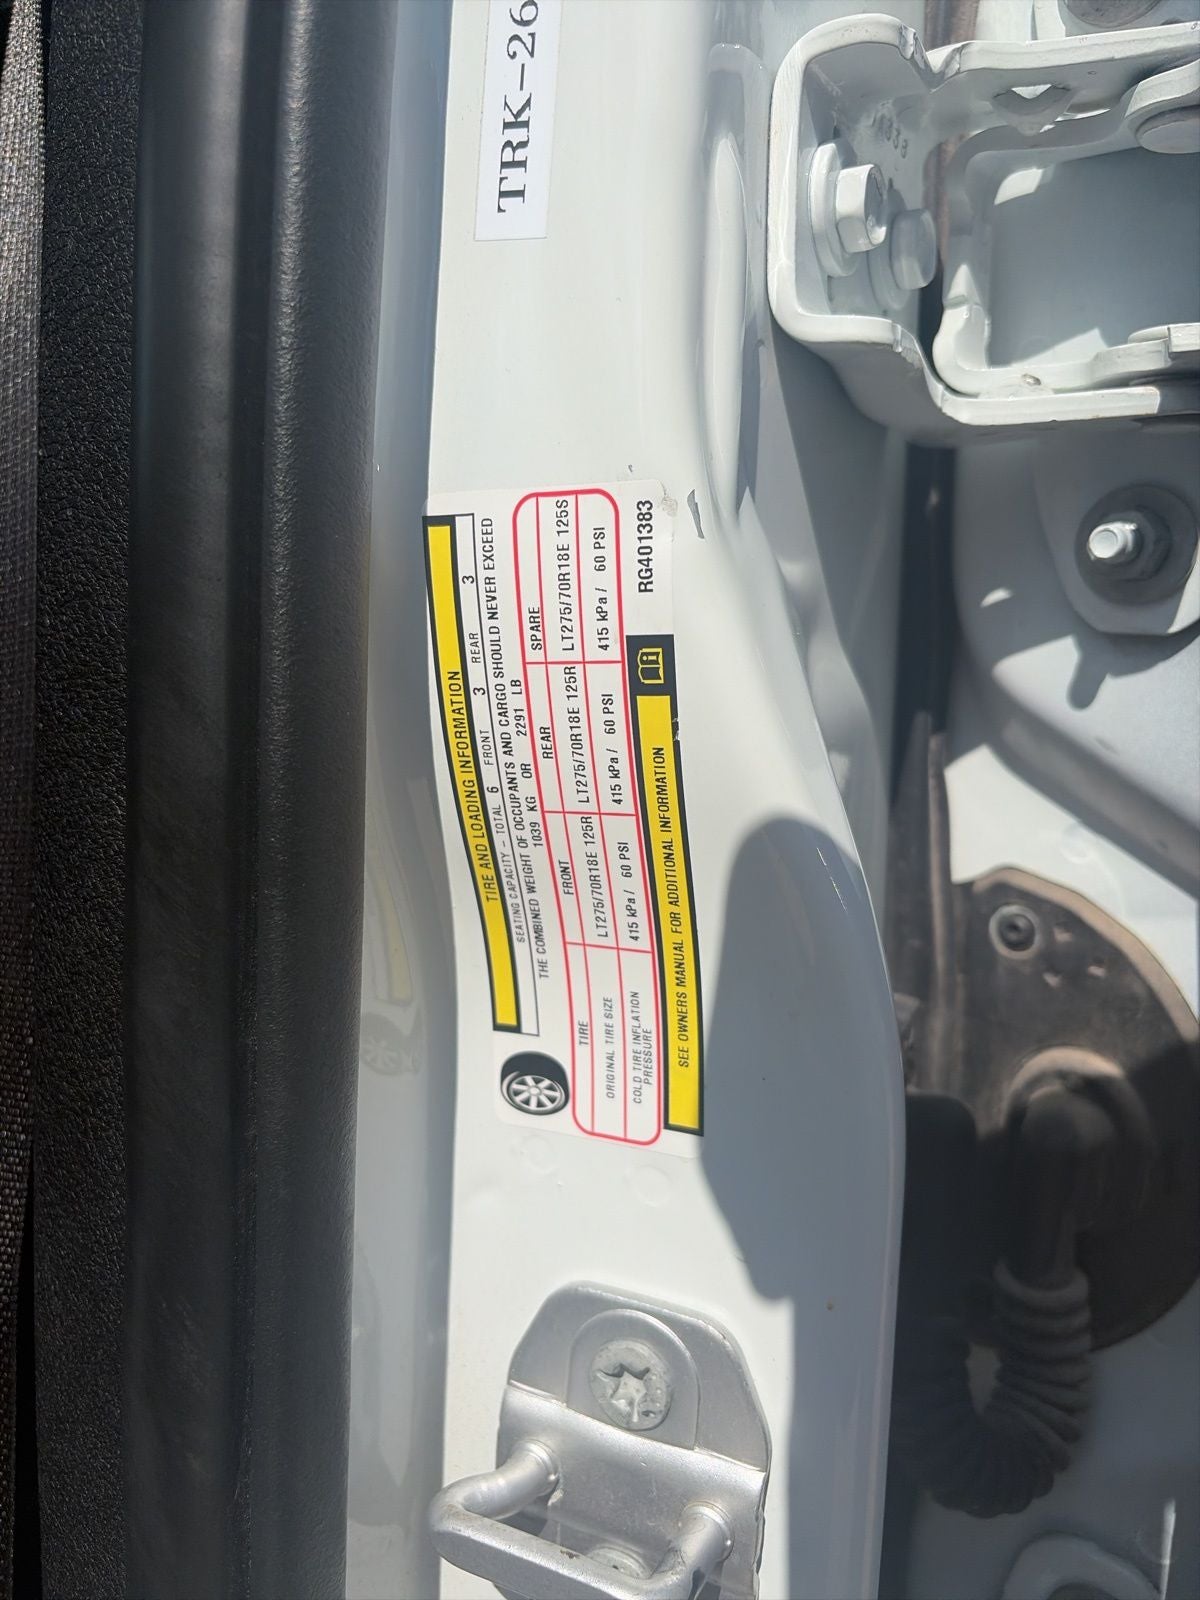 TRK-26
TIRE AND LOADING INFORMATION
SEATING CAPACITY - TOTAL 6 FRONT 3 REAR 3
THE COMBINED WEIGHT OF OCCUPANTS AND CARGO SHOULD NEVER EXCEED
1039 KG OR 2291 LB
TIRE FRONT REAR SPARE
ORIGINAL TIRE SIZE LT275/70R18E 125R LT275/70R18E 125R LT275/70R18E 125S
COLD TIRE INFLATION PRESSURE 415 kPa / 60 PSI 415 kPa / 60 PSI 415 kPa / 60 PSI
SEE OWNERS MANUAL FOR ADDITIONAL INFORMATION
RG401383